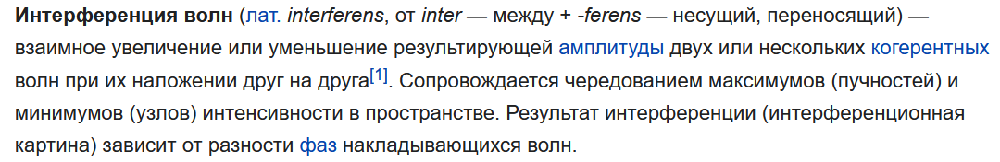 Интерференция волн (лат. interferens, от inter — между + -ferens — несущий, переносящий) —
взаимное увеличение или уменьшение результирующей амплитуды двух или нескольких когерентных
волн при их наложении друг на друга[1]. Сопровождается чередованием максимумов (пучностей) и
минимумов (узлов) интенсивности в пространстве. Результат интерференции (интерференционная
картина) зависит от разности фаз накладывающихся волн.